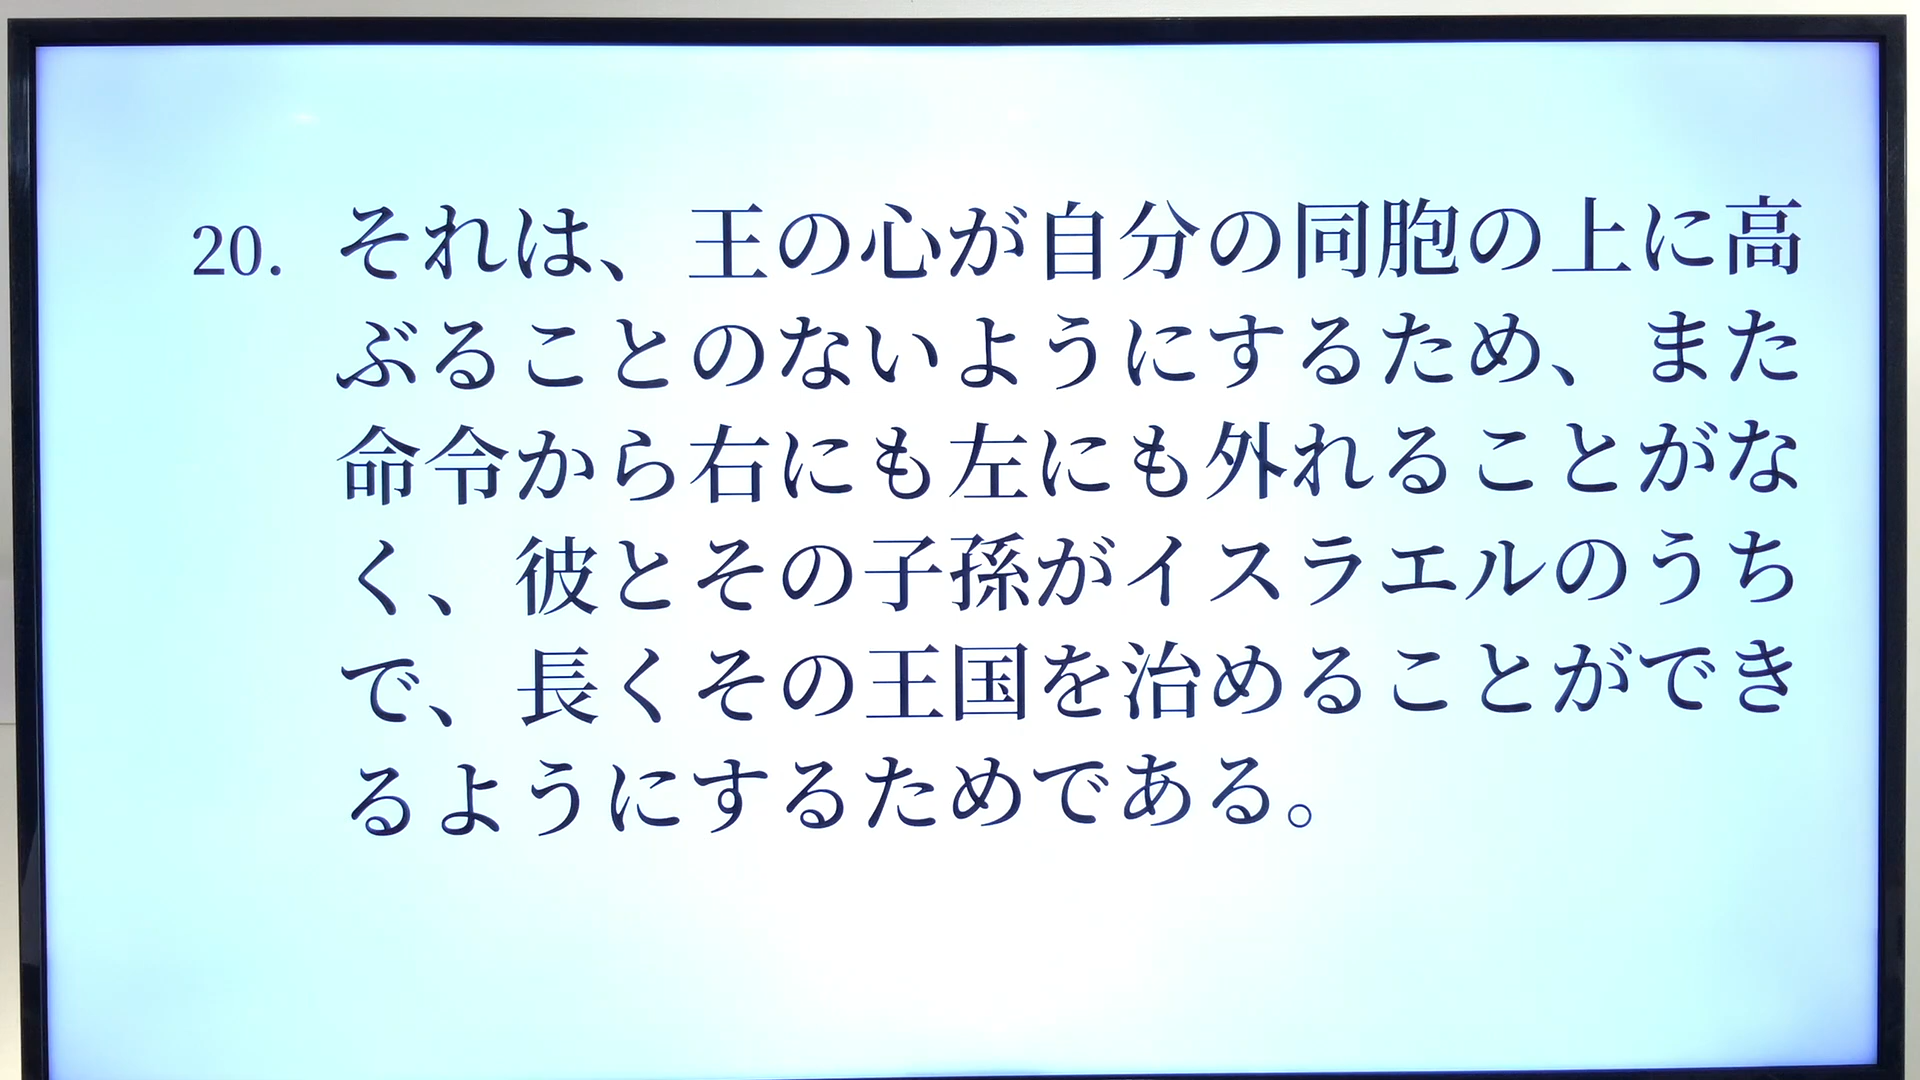 20. それは、王の心が自分の同胞の上に高
ぶることのないようにするため、また
命令から右にも左にも外れることがな
く、彼とその子孫がイスラエルのうち
で、長くその王国を治めることができ
るようにするためである。